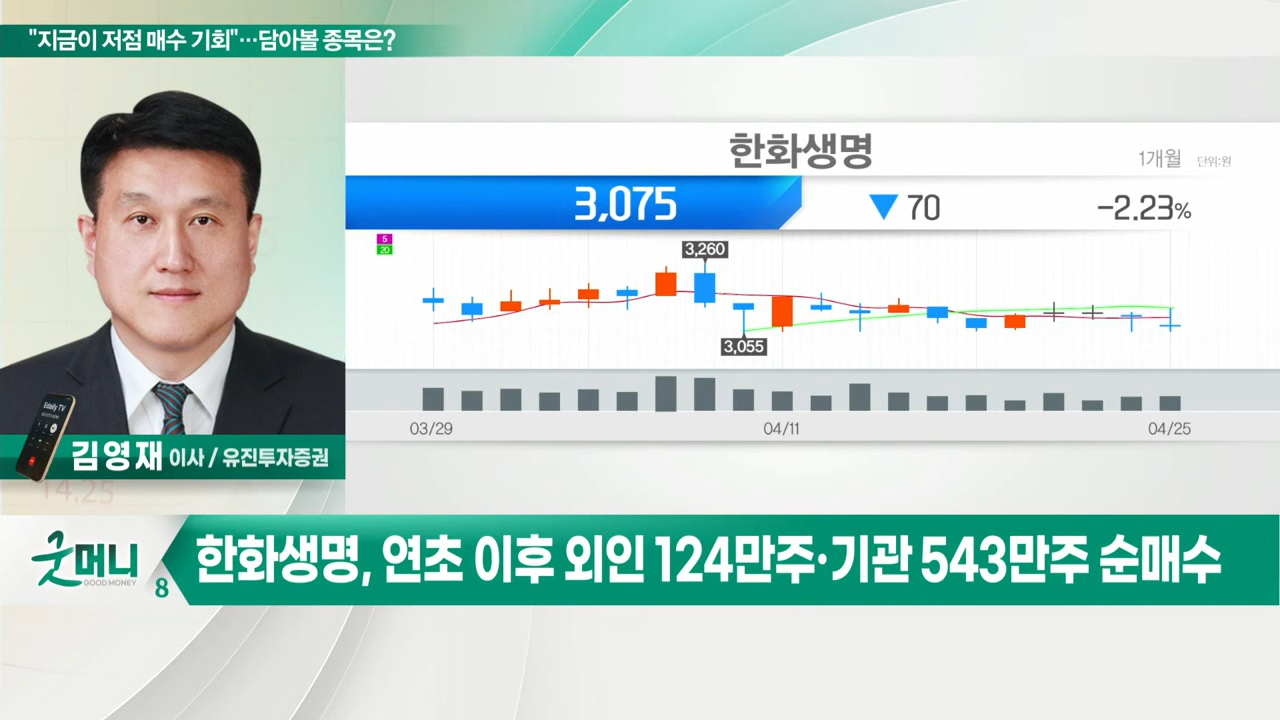 "지금이 저점 매수 기회"…담아볼 종목은?
한화생명
1개월 단위:원
3,075 ▼70 -2.23%
5
20
3,260
3,055
03/29 04/11 04/25
Edaily TV
김영재 이사 / 유진투자증권
14.25
굿머니
GOOD MONEY
8
한화생명, 연초 이후 외인 124만주·기관 543만주 순매수